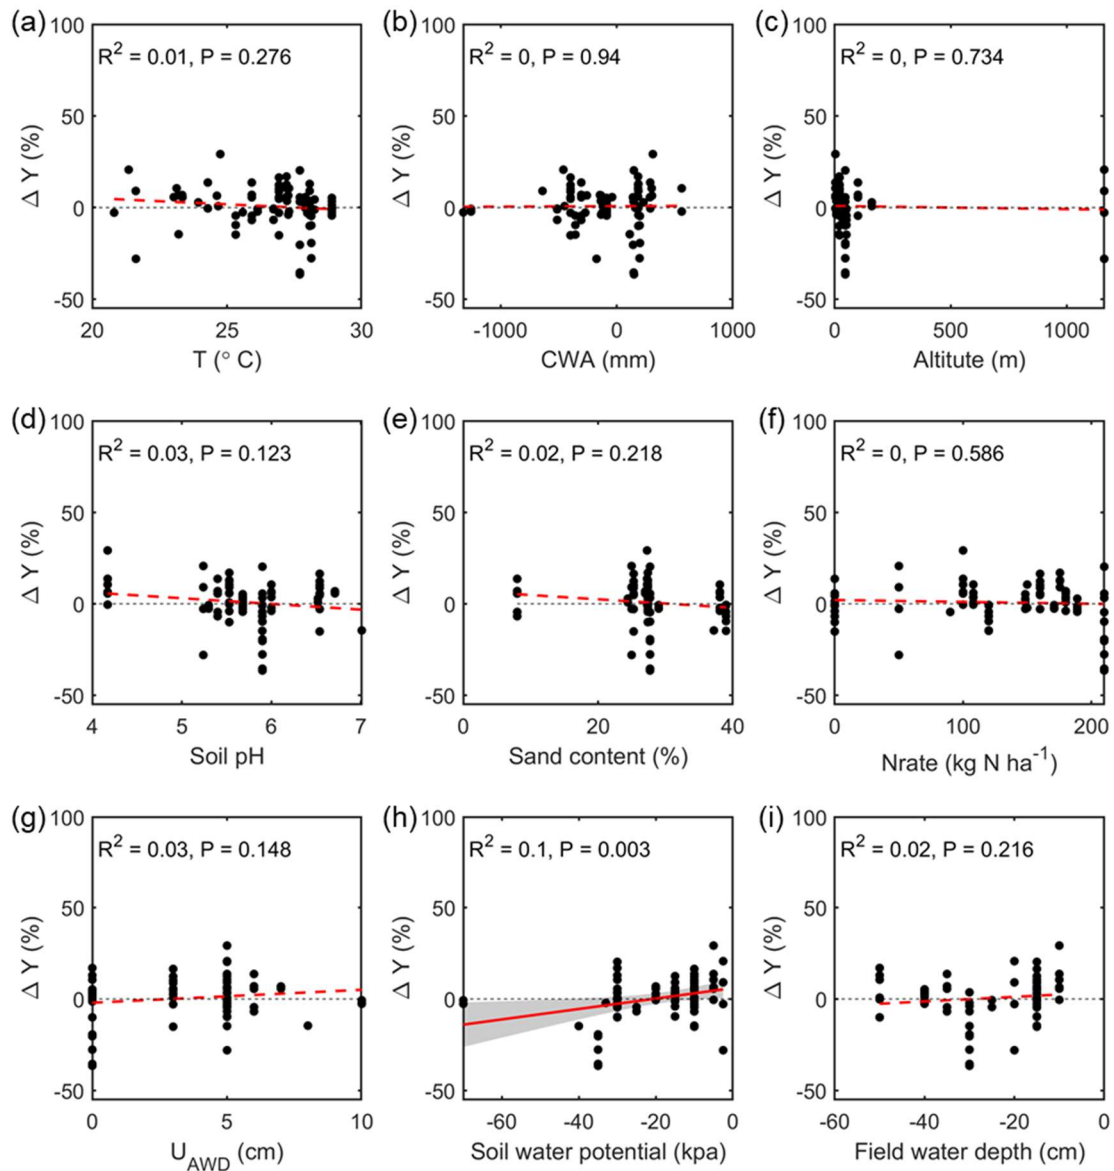 (a)
R² = 0.01, P = 0.276
100
50
0
-50
Δ Y (%)
20 25 30
T (° C)
(b)
R² = 0, P = 0.94
100
50
0
-50
Δ Y (%)
-1000 0 1000
CWA (mm)
(c)
R² = 0, P = 0.734
100
50
0
-50
Δ Y (%)
0 500 1000
Altitute (m)
(d)
R² = 0.03, P = 0.123
100
50
0
-50
Δ Y (%)
4 5 6 7
Soil pH
(e)
R² = 0.02, P = 0.218
100
50
0
-50
Δ Y (%)
0 20 40
Sand content (%)
(f)
R² = 0, P = 0.586
100
50
0
-50
Δ Y (%)
0 100 200
Nrate (kg N ha⁻¹)
(g)
R² = 0.03, P = 0.148
100
50
0
-50
Δ Y (%)
0 5 10
U_AWD (cm)
(h)
R² = 0.1, P = 0.003
100
50
0
-50
Δ Y (%)
-60 -40 -20 0
Soil water potential (kpa)
(i)
R² = 0.02, P = 0.216
100
50
0
-50
Δ Y (%)
-60 -40 -20 0
Field water depth (cm)